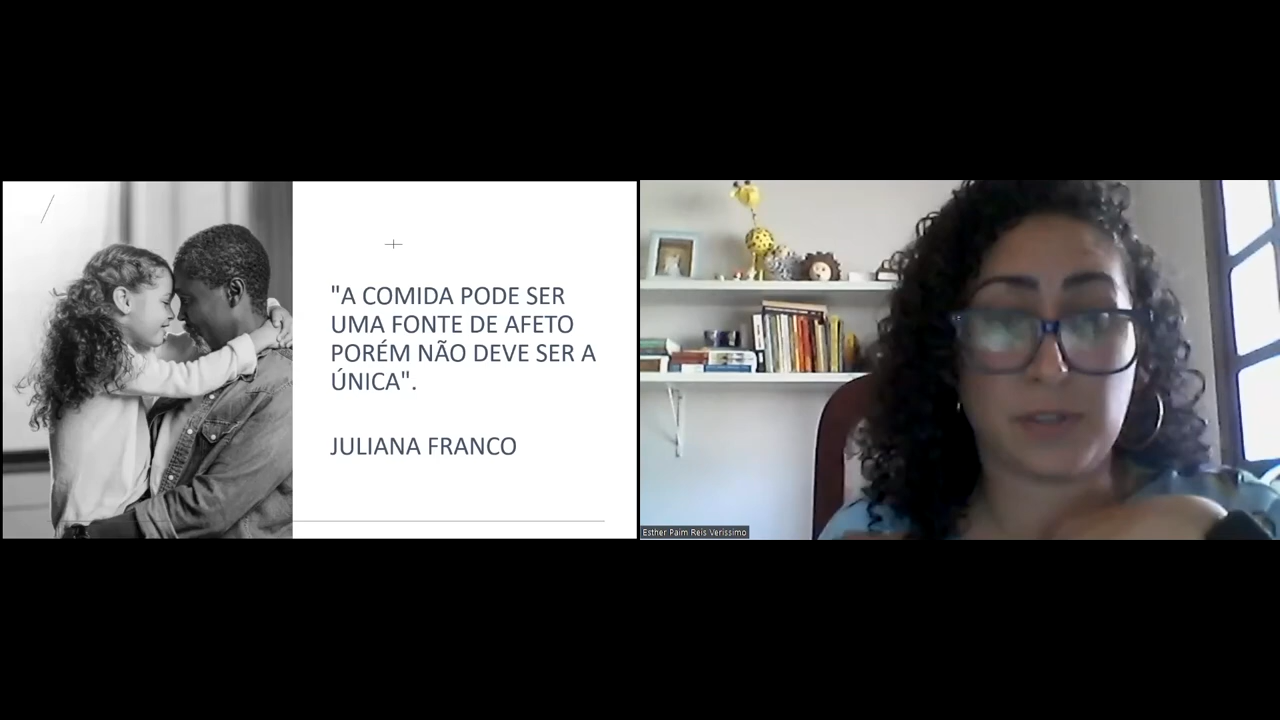 "A COMIDA PODE SER
UMA FONTE DE AFETO
PORÉM NÃO DEVE SER A
ÚNICA".
JULIANA FRANCO
Esther Paim Reis Verissimo